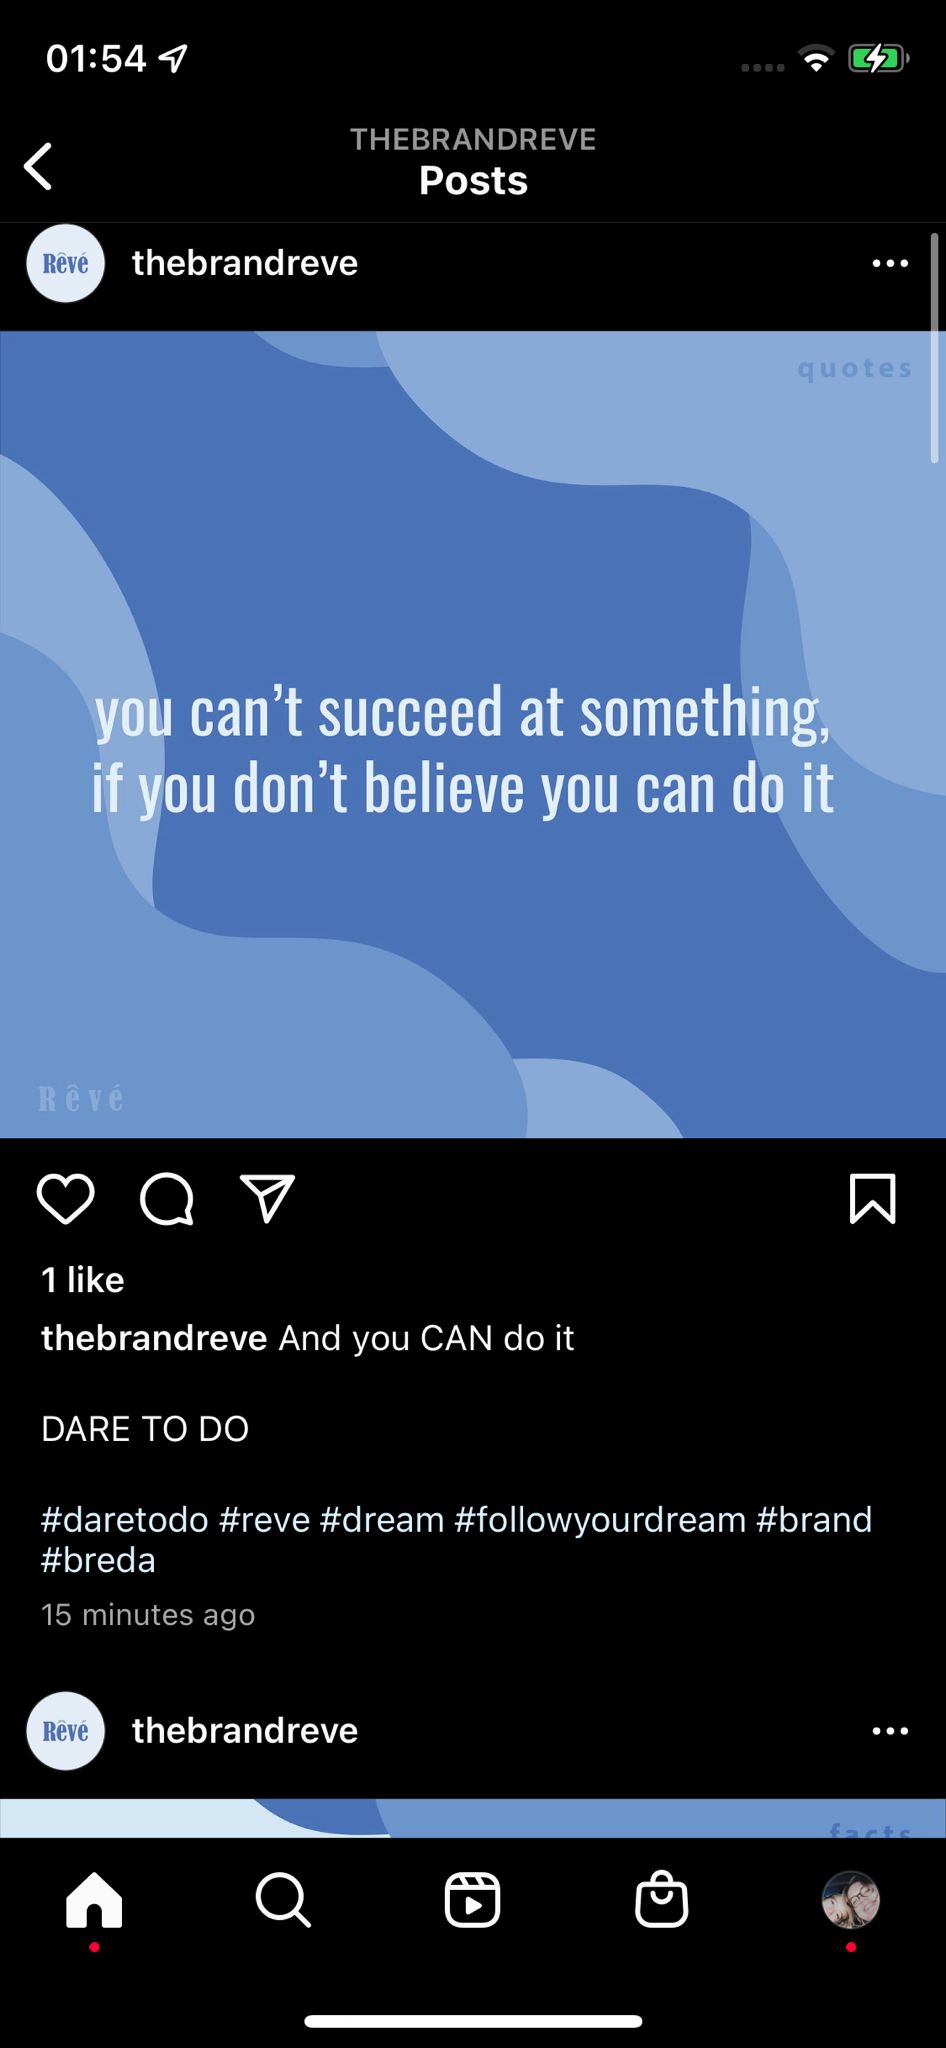 01:54
THEBRANDREVE
Posts
Rêvé
thebrandreve
quotes
you can’t succeed at something,
if you don’t believe you can do it
Rêvé
1 like
thebrandreve And you CAN do it
DARE TO DO
#daretodo #reve #dream #followyourdream #brand
#breda
15 minutes ago
Rêvé
thebrandreve
facts